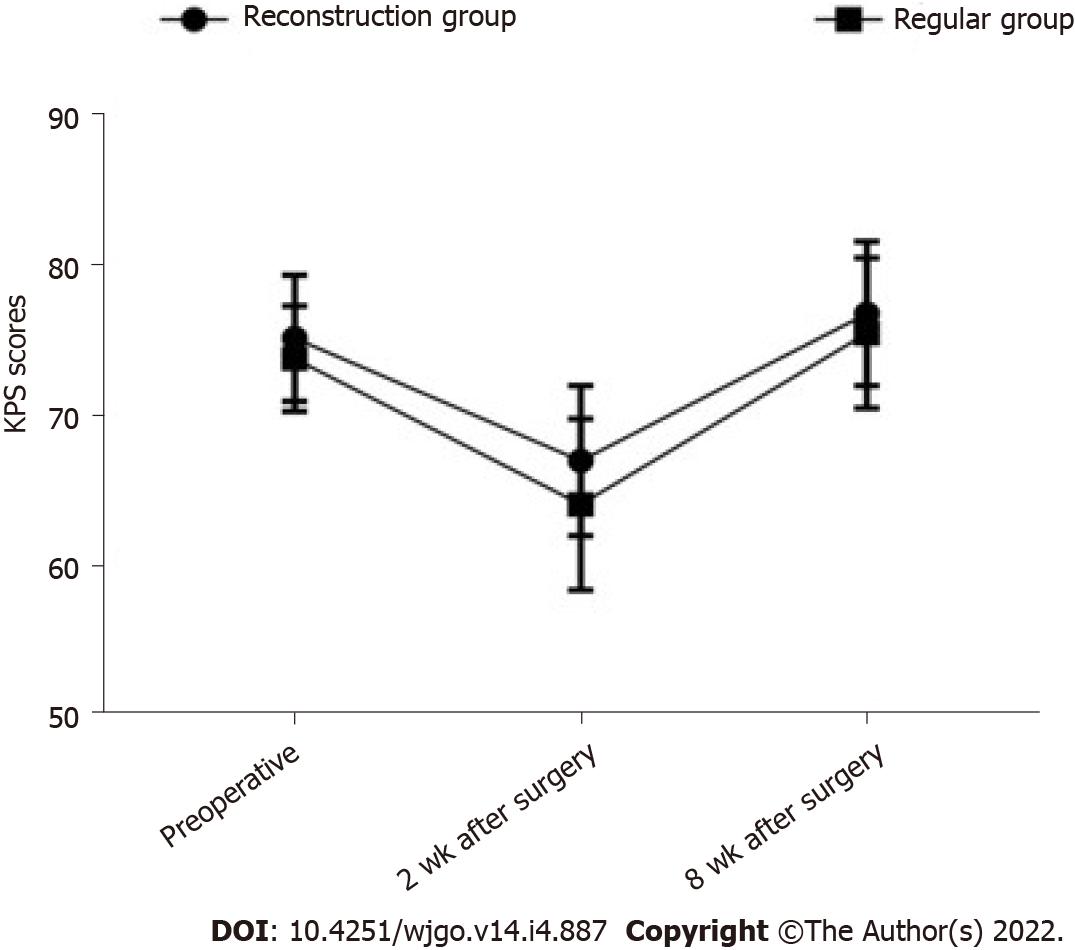 Reconstruction group
Regular group
90
80
70
60
50
KPS scores
Preoperative
2 wk after surgery
8 wk after surgery
DOI: 10.4251/wjgo.v14.i4.887 Copyright ©The Author(s) 2022.